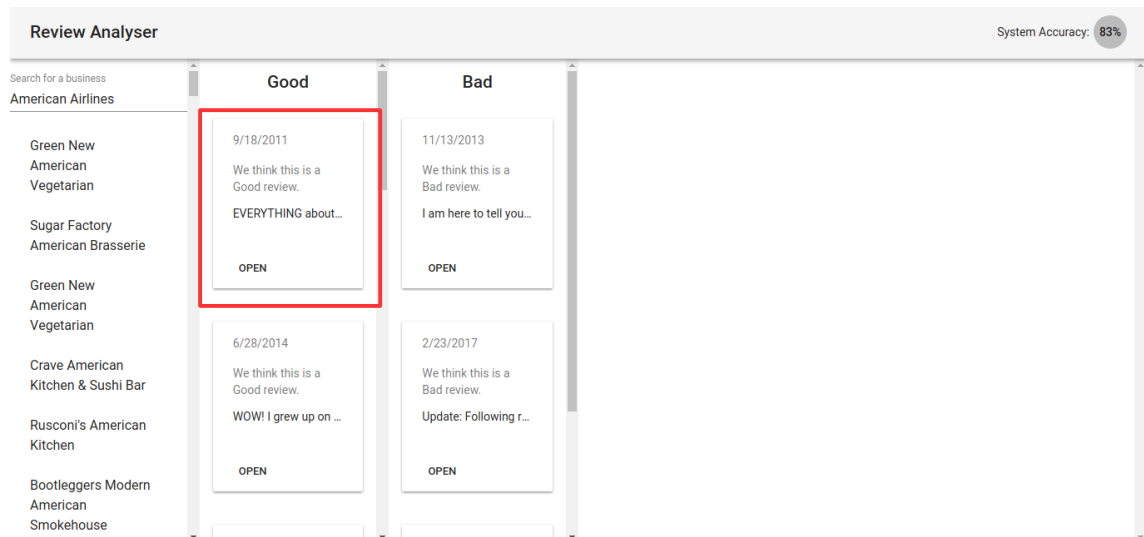 Review Analyser
System Accuracy: 83%
Search for a business
American Airlines
Green New
American
Vegetarian
Sugar Factory
American Brasserie
Green New
American
Vegetarian
Crave American
Kitchen & Sushi Bar
Rusconi's American
Kitchen
Bootleggers Modern
American
Smokehouse
Good
9/18/2011
We think this is a
Good review.
EVERYTHING about...
OPEN
6/28/2014
We think this is a
Good review.
WOW! I grew up on ...
OPEN
Bad
11/13/2013
We think this is a
Bad review.
I am here to tell you...
OPEN
2/23/2017
We think this is a
Bad review.
Update: Following r...
OPEN